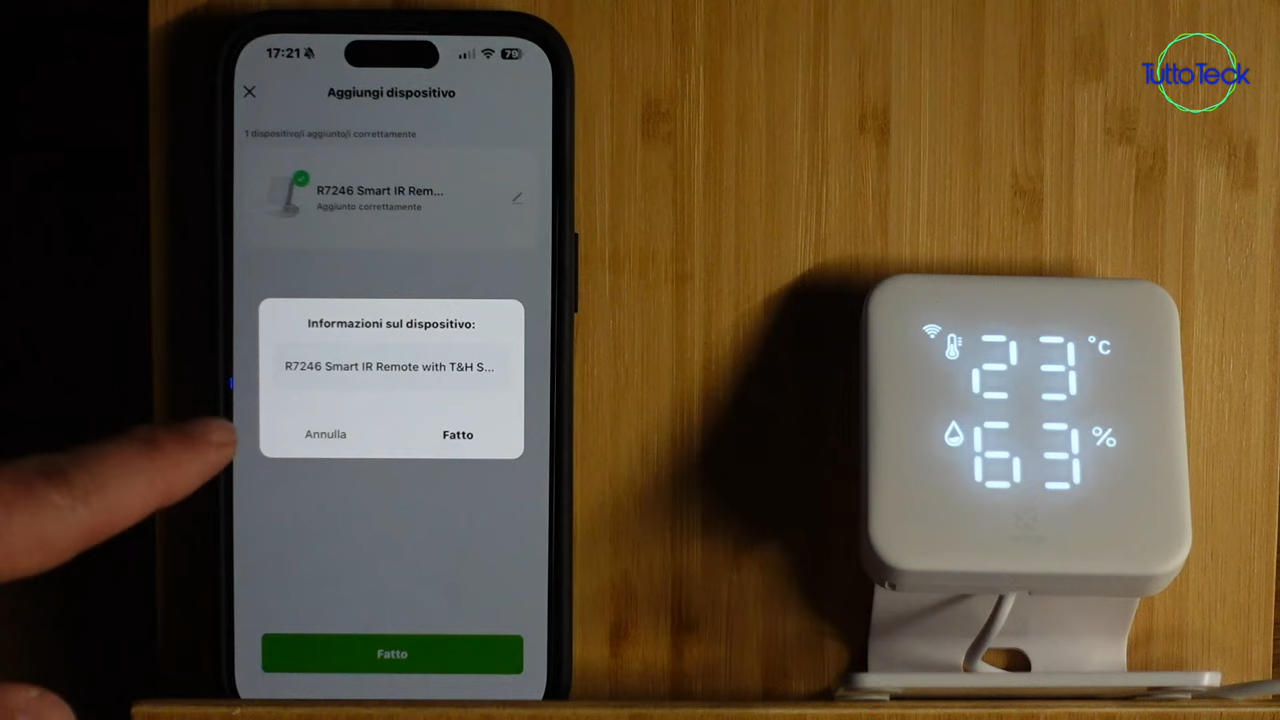 17:21
79
Aggiungi dispositivo
1 dispositivo/i aggiunto/i correttamente
R7246 Smart IR Rem...
Aggiunto correttamente
Informazioni sul dispositivo:
R7246 Smart IR Remote with T&H S...
Annulla
Fatto
Fatto
TuttoTeck
23 °C
63 %